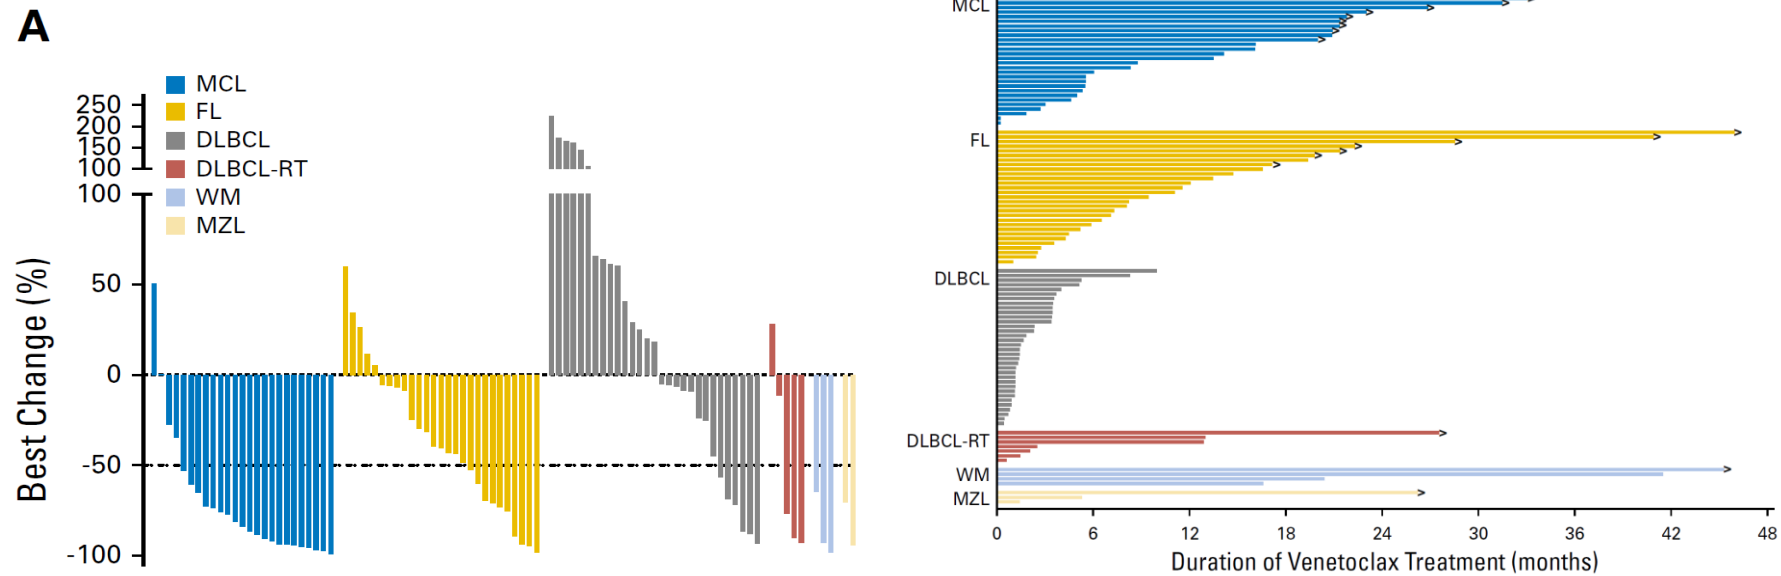 A
MCL
FL
DLBCL
DLBCL-RT
WM
MZL
250
200
150
100
100
50
0
-50
-100
Best Change (%)
MCL
FL
DLBCL
DLBCL-RT
WM
MZL
0 6 12 18 24 30 36 42 48
Duration of Venetoclax Treatment (months)